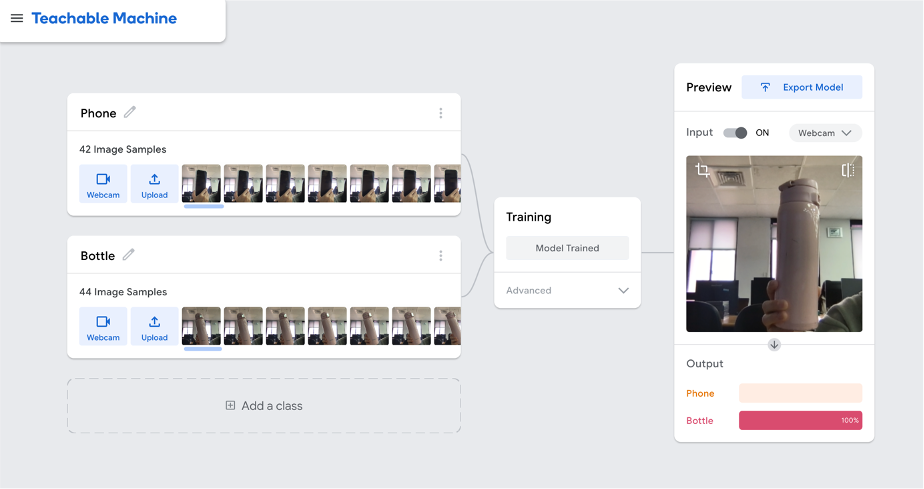 Teachable Machine
Phone
42 Image Samples
Webcam
Upload
Bottle
44 Image Samples
Webcam
Upload
Add a class
Training
Model Trained
Advanced
Preview
Export Model
Input
ON
Webcam
Output
Phone
Bottle
100%